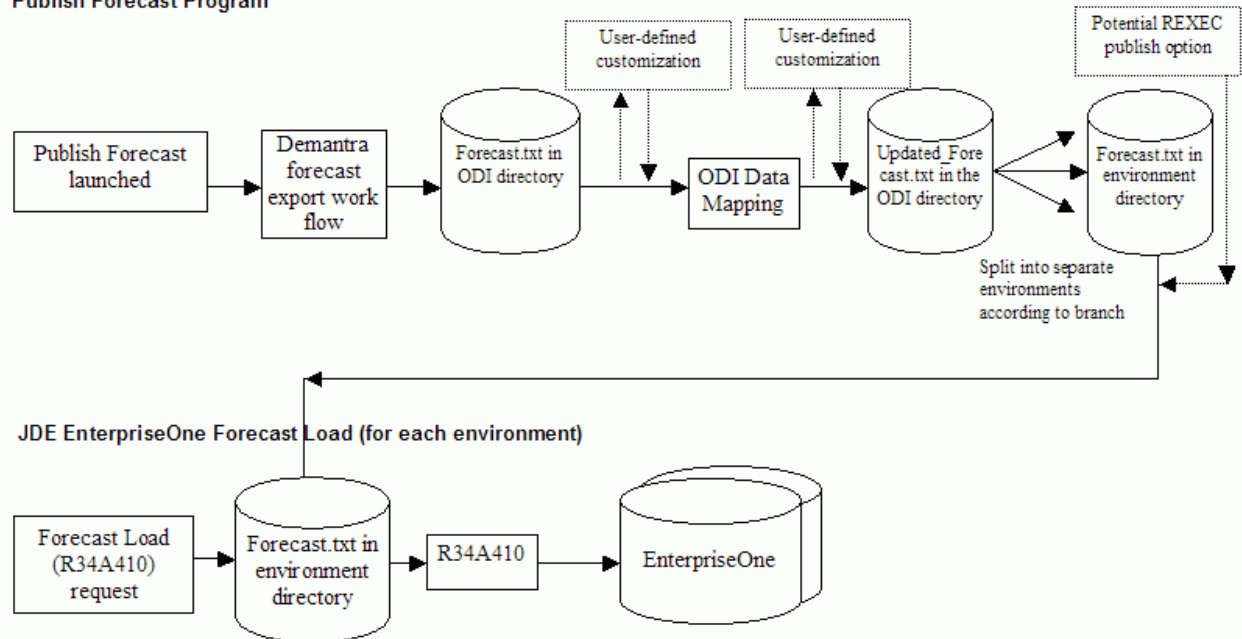 Publish Forecast Program
User-defined
customization
User-defined
customization
Potential REXEC
publish option
Publish Forecast
launched
Demantra
forecast
export work
flow
Forecast.txt in
ODI directory
ODI Data
Mapping
Updated_Fore
cast.txt in the
ODI directory
Forecast.txt in
environment
directory
Split into separate
environments
according to branch
JDE EnterpriseOne Forecast Load (for each environment)
Forecast Load
(R34A410)
request
Forecast.txt in
environment
directory
R34A410
EnterpriseOne